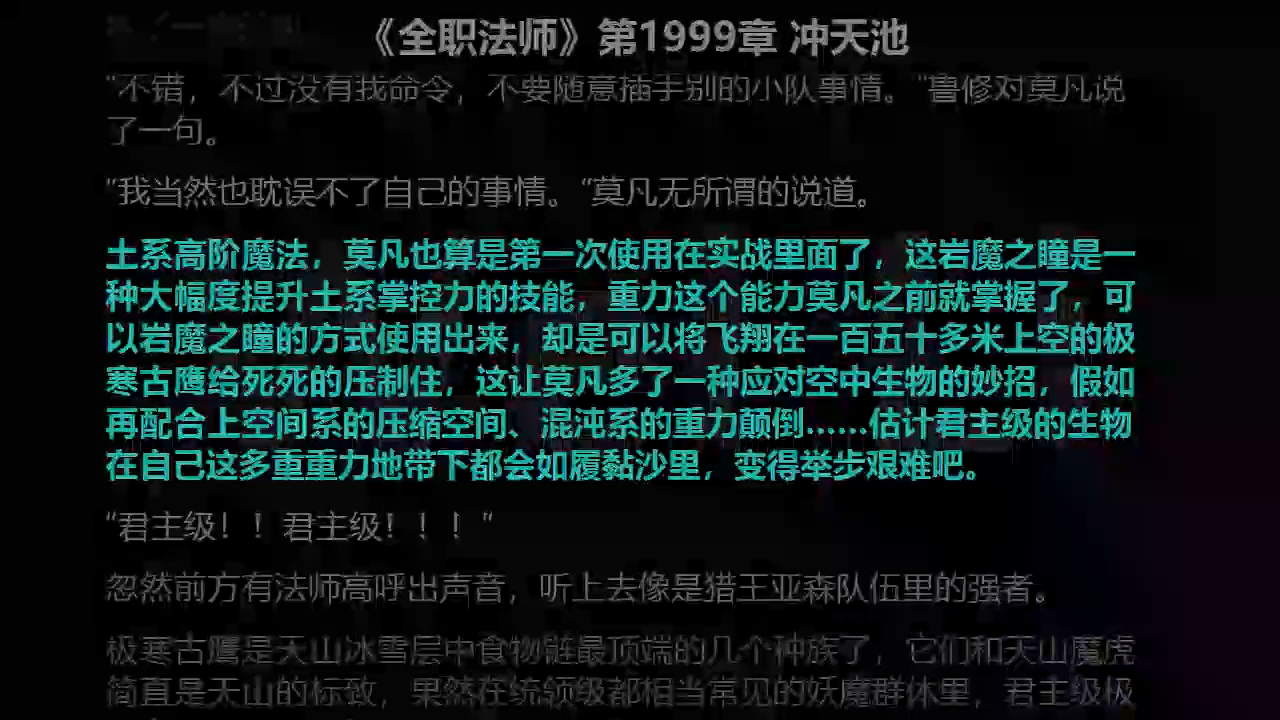 《全职法师》第1999章 冲天池
“不错，不过没有我命令，不要随意插手别的小队事情。”鲁修对莫凡说
了一句。
“我当然也耽误不了自己的事情。“莫凡无所谓的说道。
土系高阶魔法，莫凡也算是第一次使用在实战里面了，这岩魔之瞳是一
种大幅度提升土系掌控力的技能，重力这个能力莫凡之前就掌握了，可
以岩魔之瞳的方式使用出来，却是可以将飞翔在一百五十多米上空的极
寒古鹰给死死的压制住，这让莫凡多了一种应对空中生物的妙招，假如
再配合上空间系的压缩空间、混沌系的重力颠倒……估计君主级的生物
在自己这多重重力地带下都会如履黏沙里，变得举步艰难吧。
“君主级！！君主级！！！”
忽然前方有法师高呼出声音，听上去像是猎王亚森队伍里的强者。
极寒古鹰是天山冰雪层中食物链最顶端的几个种族了，它们和天山魔虎
简直是天山的标致，果然在统领级都相当常见的妖魔群体里，君主级极